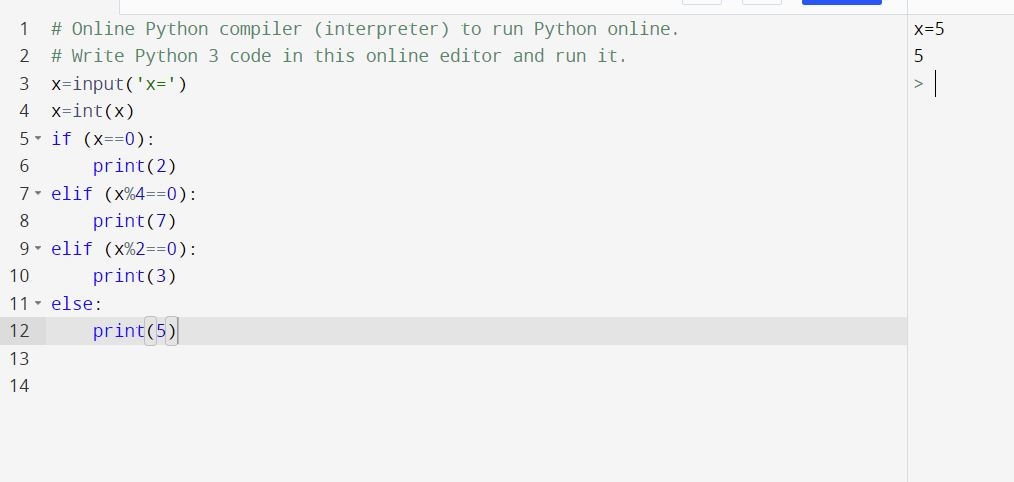 1 # Online Python compiler (interpreter) to run Python online.
2 # Write Python 3 code in this online editor and run it.
3 x=input('x=')
4 x=int(x)
5 if (x==0):
6     print(2)
7 elif (x%4==0):
8     print(7)
9 elif (x%2==0):
10     print(3)
11 else:
12     print(5)
13
14
x=5
5
>